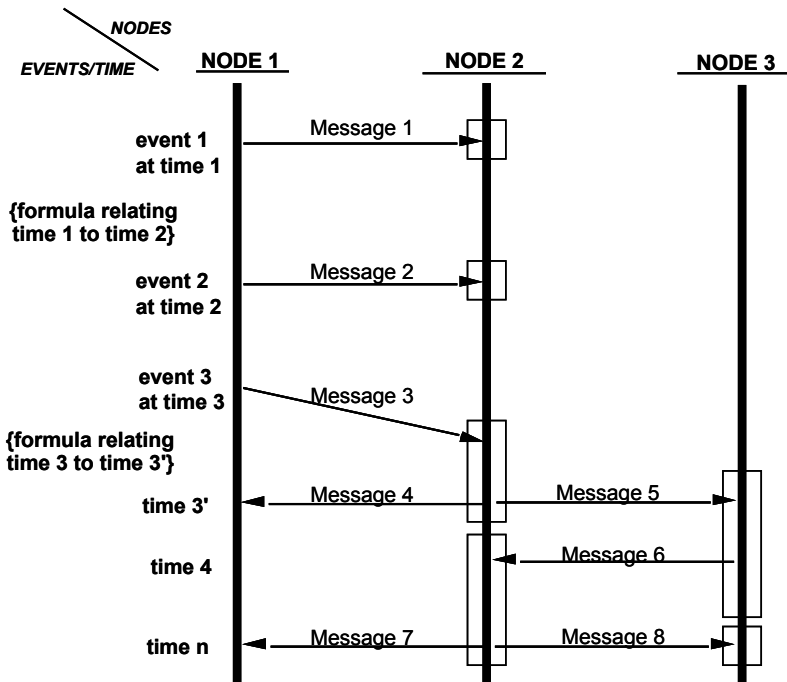 NODES
EVENTS/TIME
NODE 1
NODE 2
NODE 3
event 1
at time 1
Message 1
{formula relating
time 1 to time 2}
event 2
at time 2
Message 2
event 3
at time 3
Message 3
{formula relating
time 3 to time 3'}
time 3'
Message 4
Message 5
time 4
Message 6
time n
Message 7
Message 8